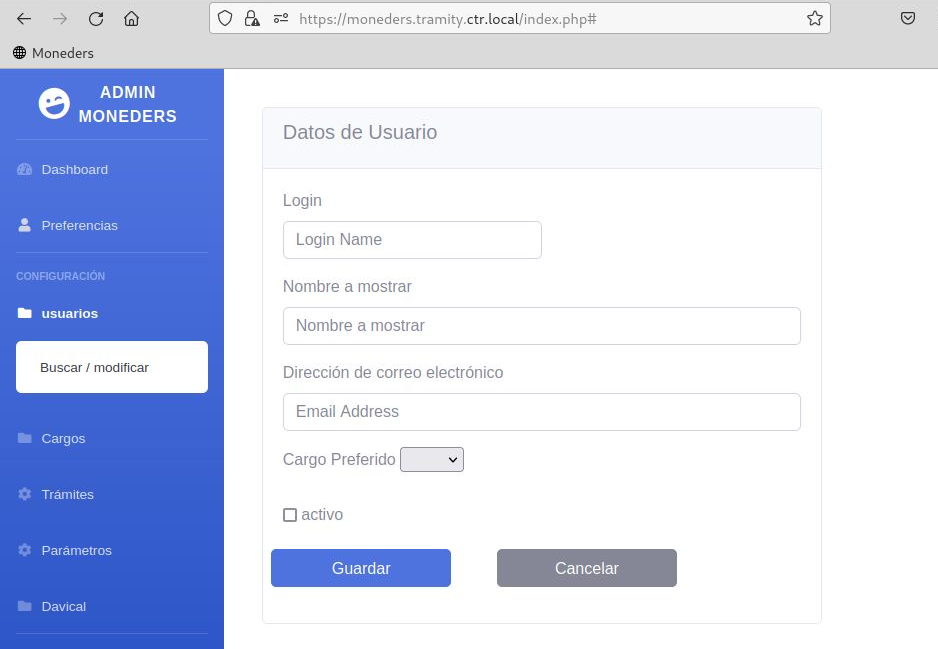 https://moneders.tramity.ctr.local/index.php#
Moneders
ADMIN
MONEDERS
Dashboard
Preferencias
CONFIGURACIÓN
usuarios
Buscar / modificar
Cargos
Trámites
Parámetros
Davical
Datos de Usuario
Login
Login Name
Nombre a mostrar
Nombre a mostrar
Dirección de correo electrónico
Email Address
Cargo Preferido
activo
Guardar
Cancelar